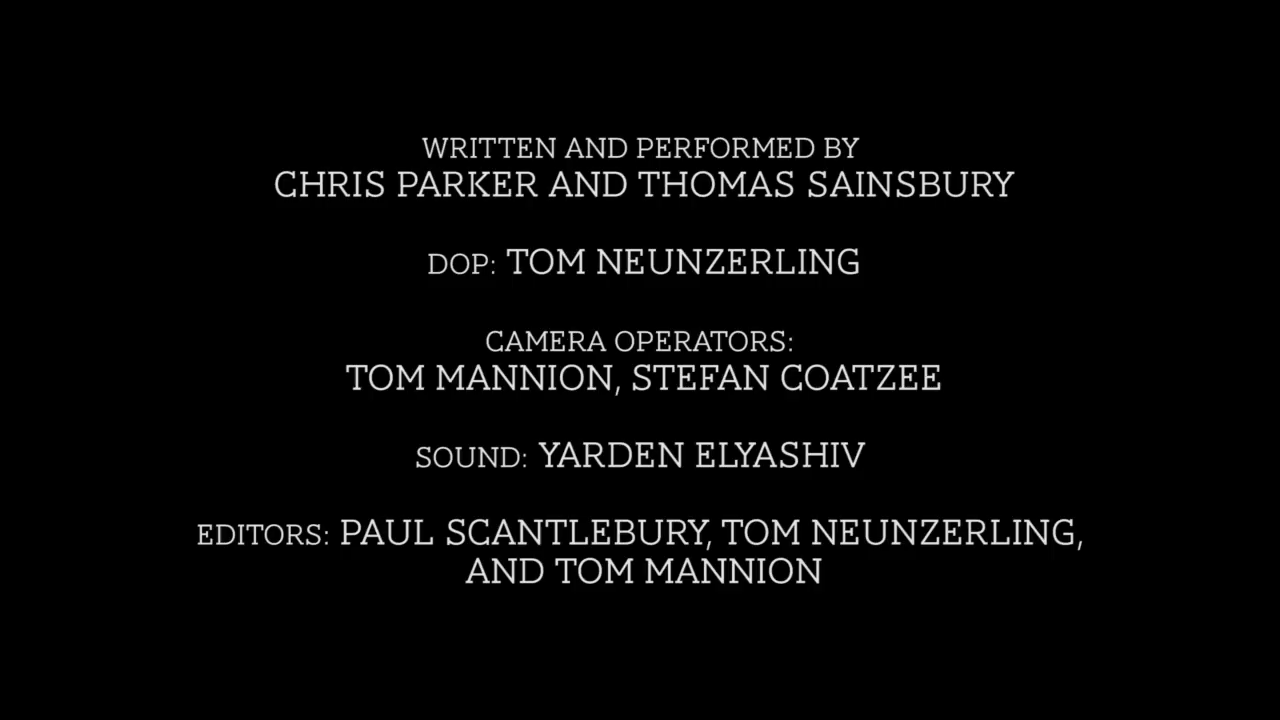 WRITTEN AND PERFORMED BY
CHRIS PARKER AND THOMAS SAINSBURY
DOP: TOM NEUNZERLING
CAMERA OPERATORS:
TOM MANNION, STEFAN COATZEE
SOUND: YARDEN ELYASHIV
EDITORS: PAUL SCANTLEBURY, TOM NEUNZERLING,
AND TOM MANNION